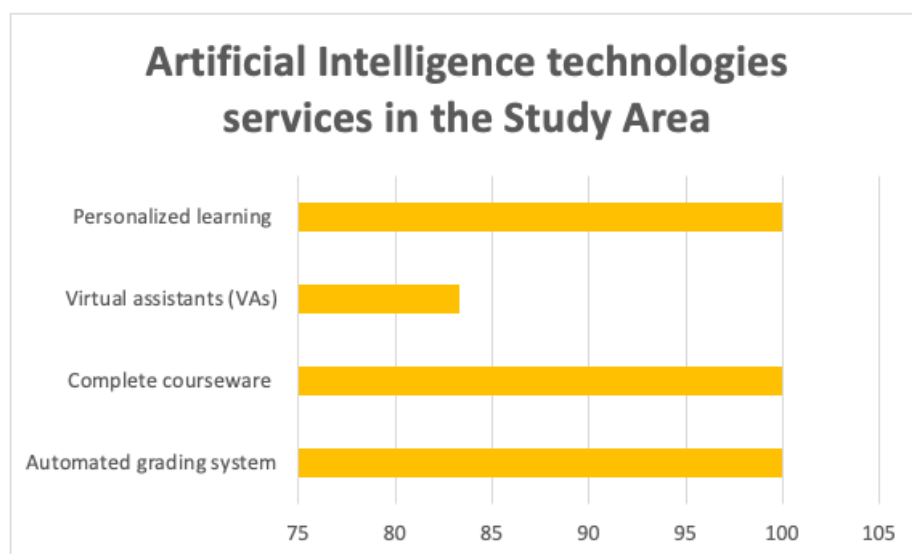 Artificial Intelligence technologies
services in the Study Area
Personalized learning
Virtual assistants (VAs)
Complete courseware
Automated grading system
75 80 85 90 95 100 105